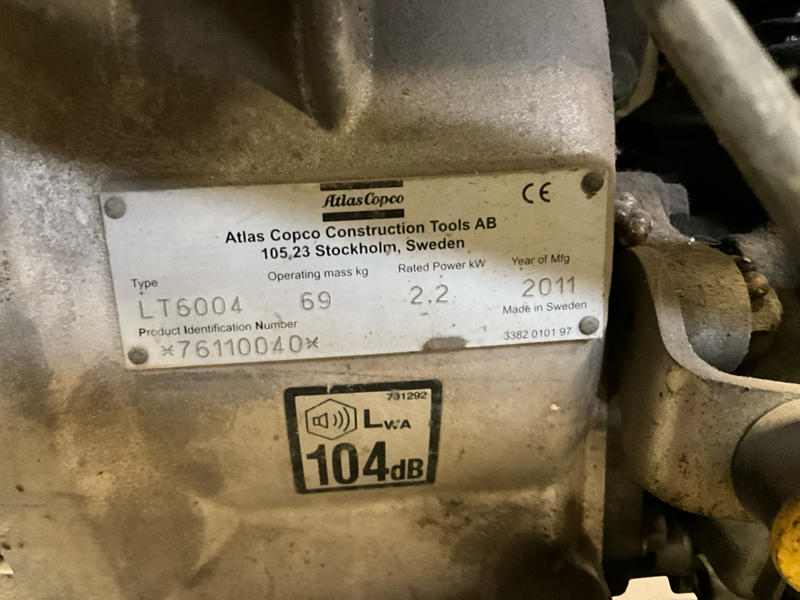 Atlas Copco
CE
Atlas Copco Construction Tools AB
105 23 Stockholm, Sweden
Type
Operating mass kg
Rated Power kW
Year of Mfg
LT6004
69
2.2
2011
Made in Sweden
Product Identification Number
*76110040*
3382 0101 97
701292
LWA
104dB